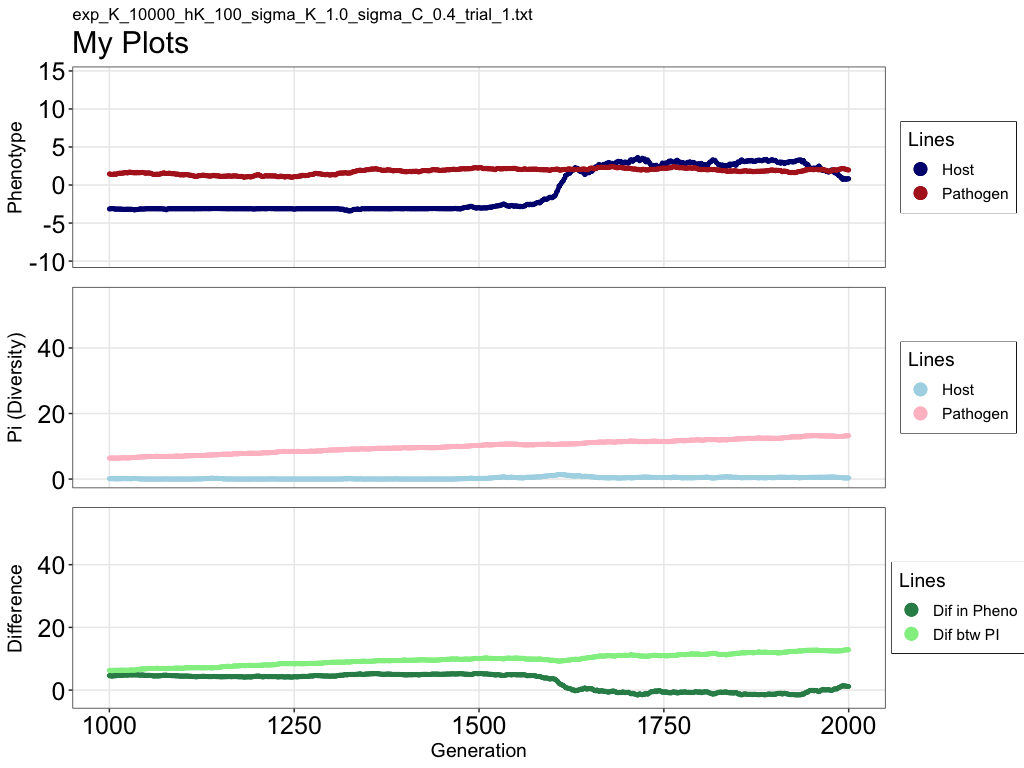 exp_K_10000_hK_100_sigma_K_1.0_sigma_C_0.4_trial_1.txt
My Plots
15
10
5
0
-5
-10
Phenotype
Lines
Host
Pathogen
40
20
0
Pi (Diversity)
Lines
Host
Pathogen
40
20
0
Difference
Lines
Dif in Pheno
Dif btw PI
1000 1250 1500 1750 2000
Generation